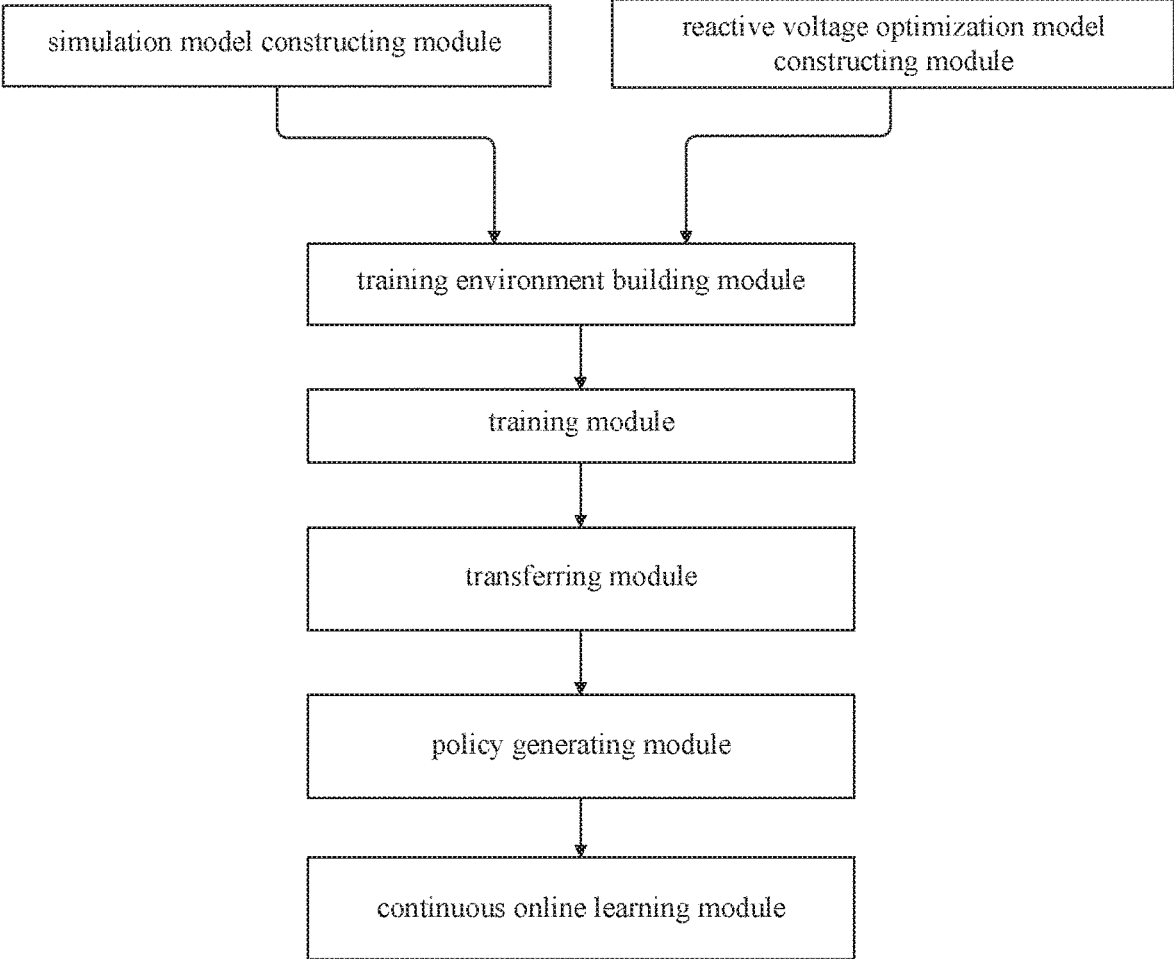 simulation model constructing module
reactive voltage optimization model
constructing module
training environment building module
training module
transferring module
policy generating module
continuous online learning module